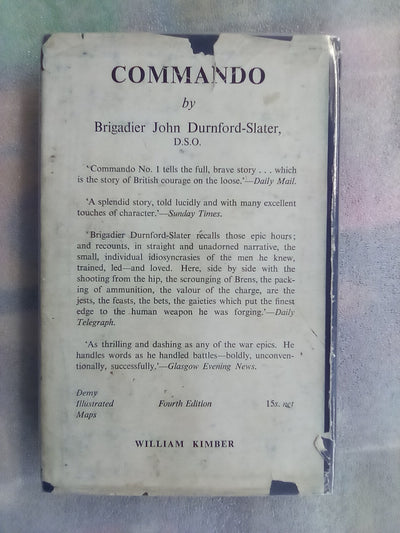 COMMANDO
by
Brigadier John Durnford-Slater,
D.S.O.
'Commando No. 1 tells the full, brave story . . . which
is the story of British courage on the loose.'—Daily Mail.
'A splendid story, told lucidly and with many excellent
touches of character.'—Sunday Times.
'Brigadier Durnford-Slater recalls those epic hours;
and recounts, in straight and unadorned narrative, the
small, individual idiosyncrasies of the men he knew,
trained, led—and loved. Here, side by side with the
shooting from the hip, the scrounging of Brens, the pack-
ing of ammunition, the valour of the charge, are the
jests, the feasts, the bets, the gaieties which put the finest
edge to the human weapon he was forging.'—Daily
Telegraph.
'As thrilling and dashing as any of the war epics. He
handles words as he handled battles—boldly, unconven-
tionally, successfully.'—Glasgow Evening News.
Demy
Illustrated Fourth Edition 15s. net
Maps
WILLIAM KIMBER